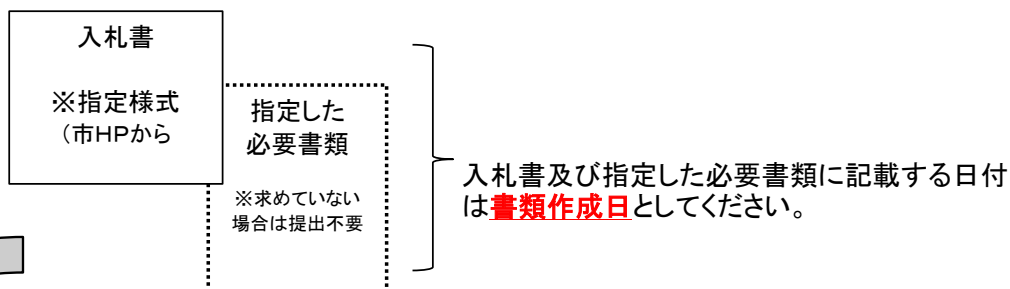 入札書
※指定様式
（市HPから
指定した
必要書類
※求めていない
場合は提出不要
入札書及び指定した必要書類に記載する日付
は書類作成日としてください。